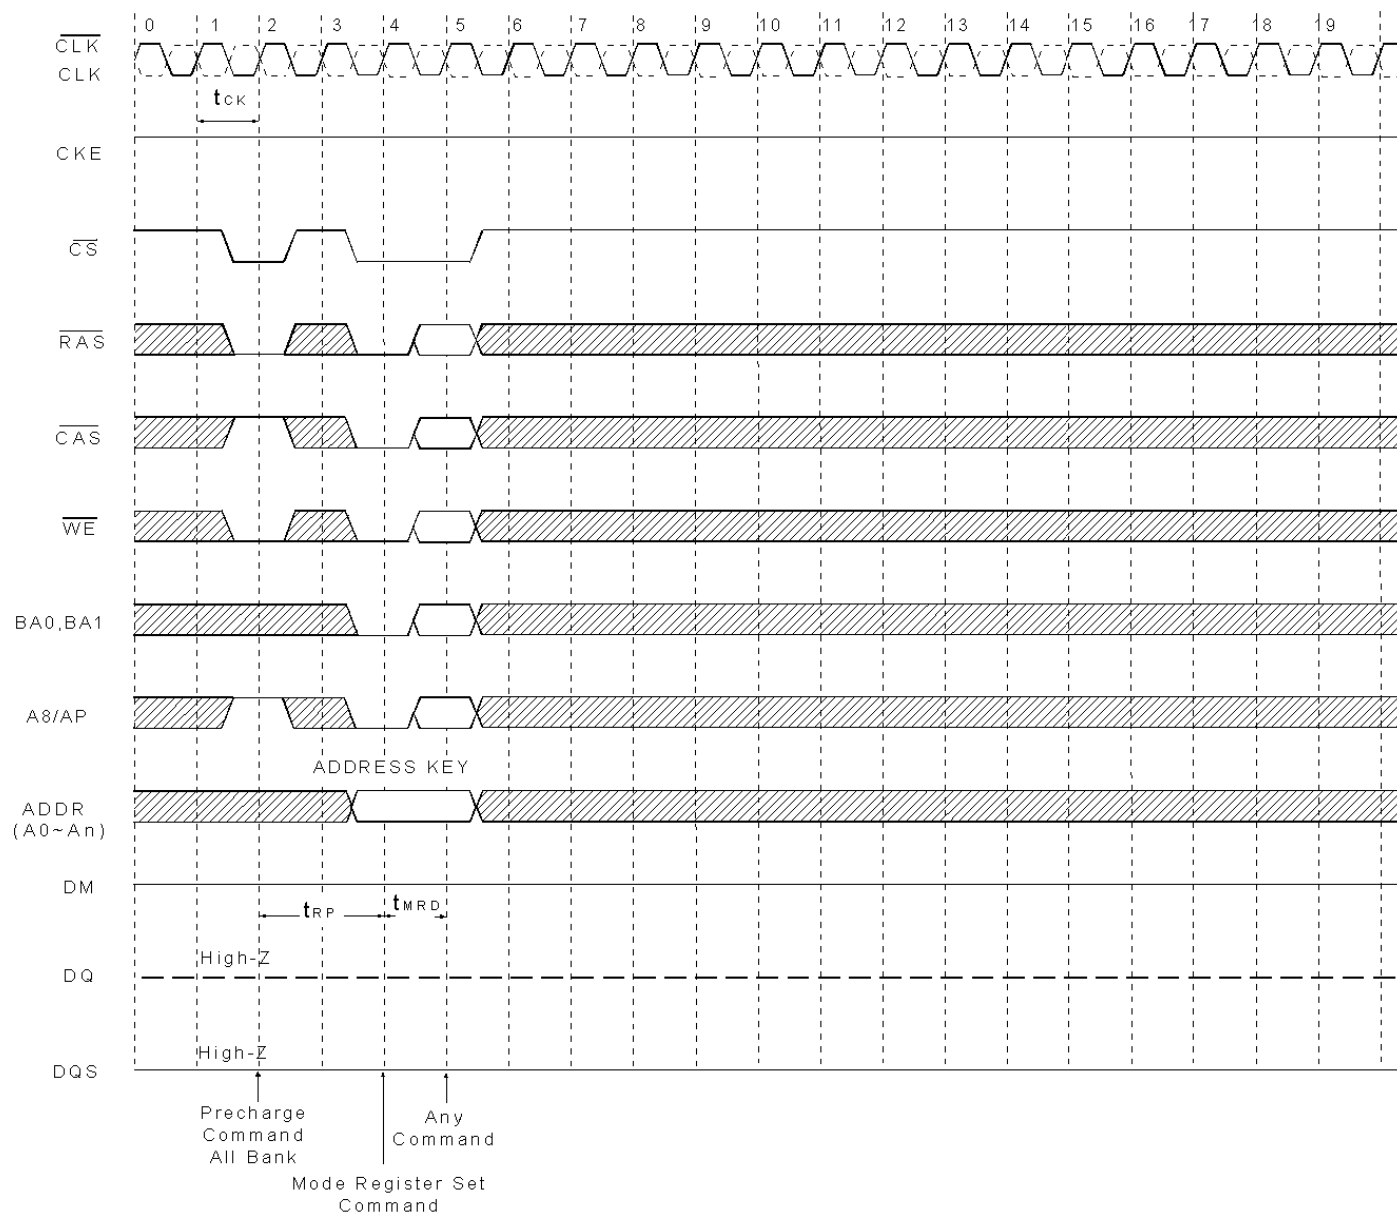 0 1 2 3 4 5 6 7 8 9 10 11 12 13 14 15 16 17 18 19
CLK
CLK
tCK
CKE
CS
RAS
CAS
WE
BA0,BA1
A8/AP
ADDRESS KEY
ADDR
(A0~An)
DM
tRP tMRD
High-Z
DQ
High-Z
DQS
Precharge
Command
All Bank
Any
Command
Mode Register Set
Command